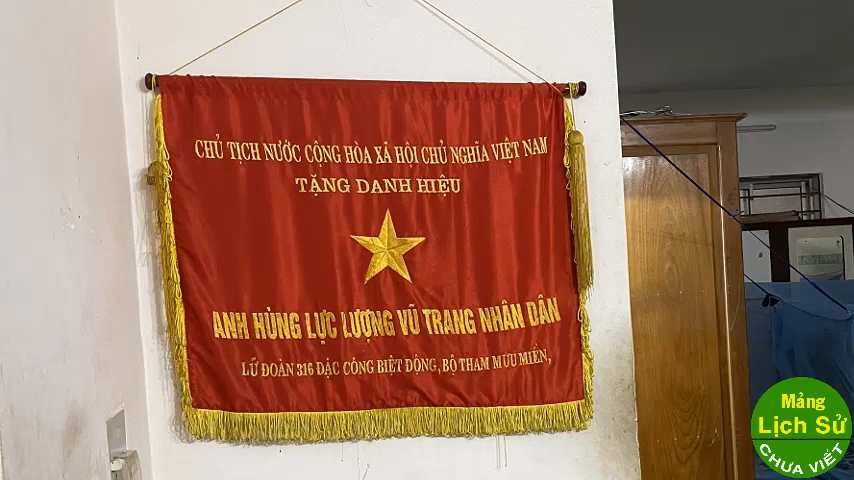 CHỦ TỊCH NƯỚC CỘNG HÒA XÃ HỘI CHỦ NGHĨA VIỆT NAM
TẶNG DANH HIỆU
ANH HÙNG LỰC LƯỢNG VŨ TRANG NHÂN DÂN
LỮ ĐOÀN 316 ĐẶC CÔNG BIỆT ĐỘNG, BỘ THAM MƯU MIỀN,
Mảng
Lịch Sử
CHƯA VIẾT